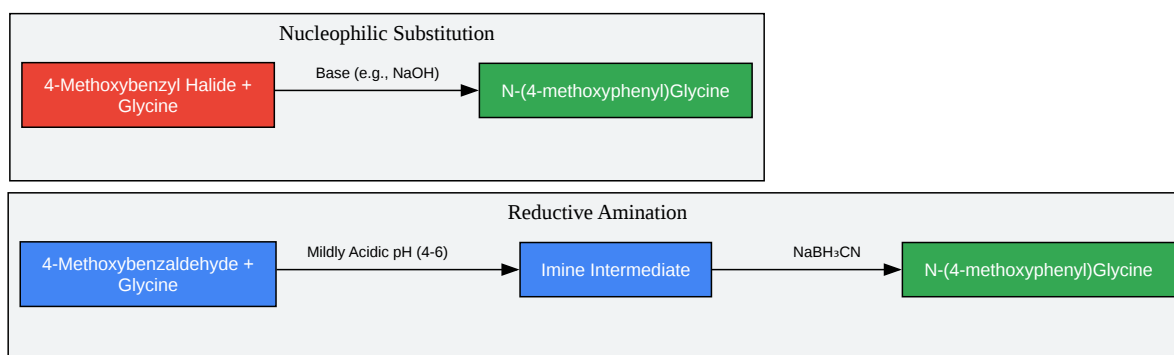 Nucleophilic Substitution
4-Methoxybenzyl Halide +
Glycine
Base (e.g., NaOH)
N-(4-methoxyphenyl)Glycine
Reductive Amination
4-Methoxybenzaldehyde +
Glycine
Mildly Acidic pH (4-6)
Imine Intermediate
NaBH₃CN
N-(4-methoxyphenyl)Glycine